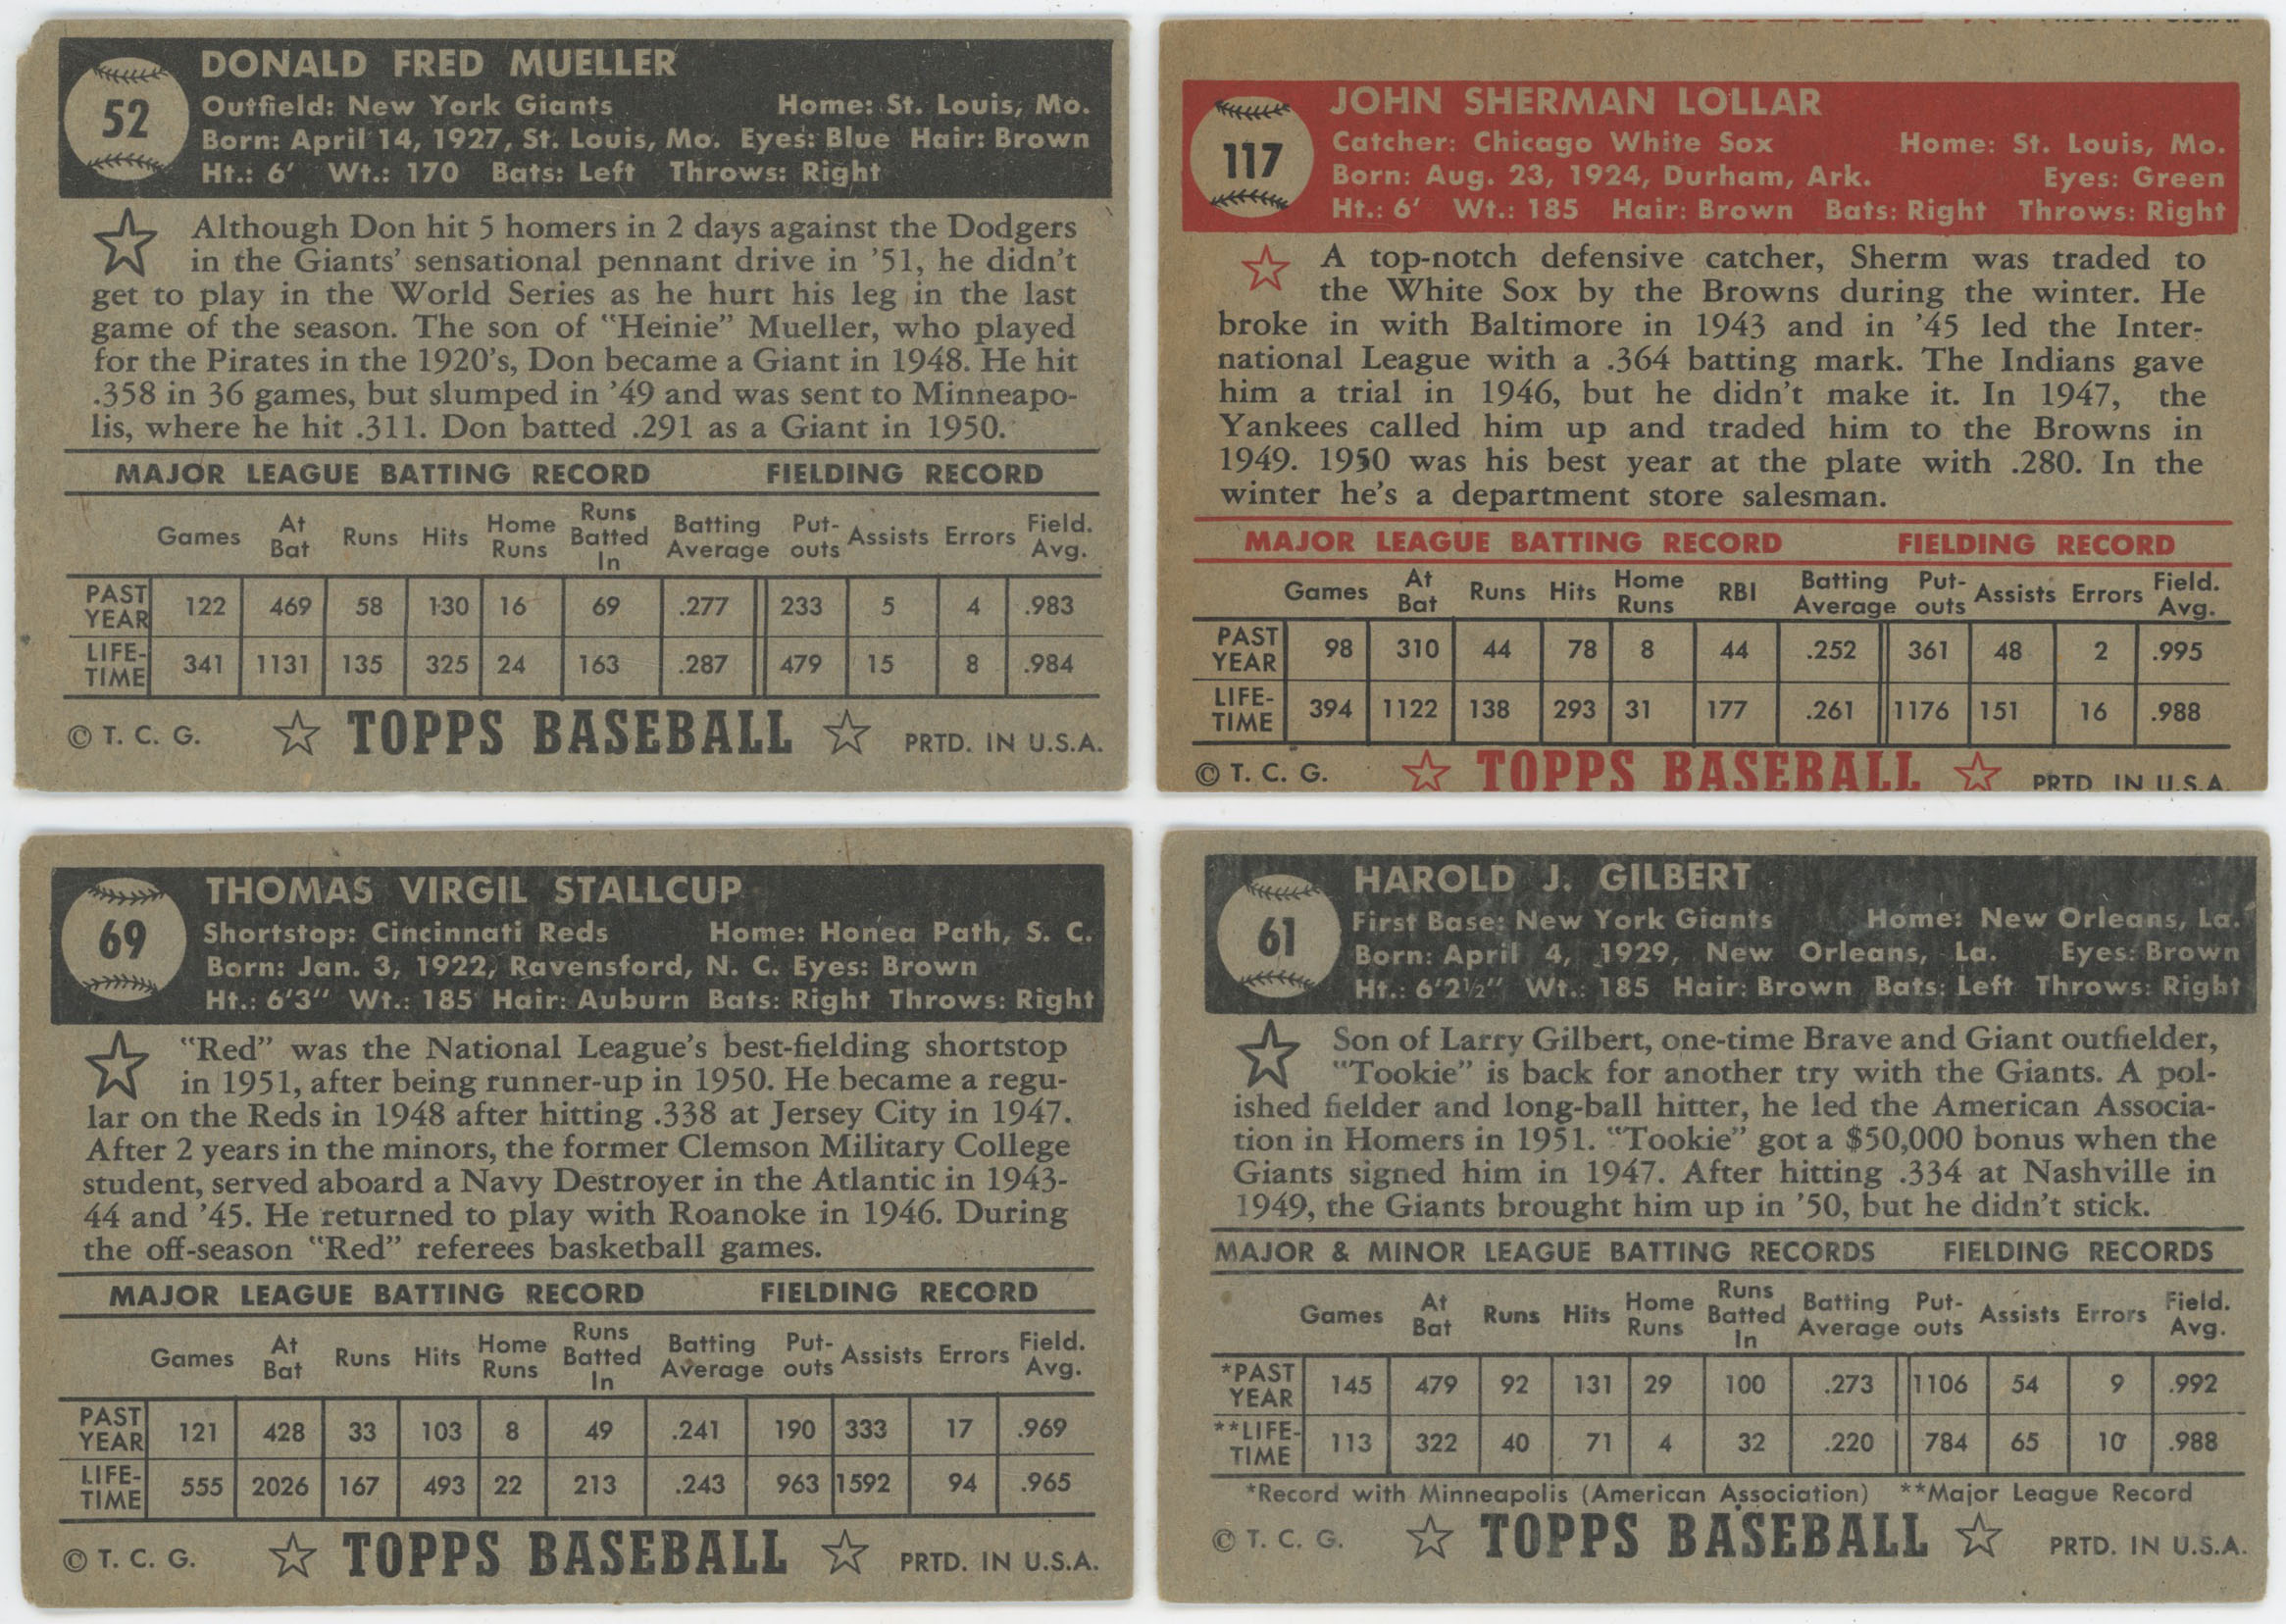 52
DONALD FRED MUELLER
Outfield: New York Giants Home: St. Louis, Mo.
Born: April 14, 1927, St. Louis, Mo. Eyes: Blue Hair: Brown
Ht.: 6' Wt.: 170 Bats: Left Throws: Right
Although Don hit 5 homers in 2 days against the Dodgers
in the Giants' sensational pennant drive in '51, he didn't
get to play in the World Series as he hurt his leg in the last
game of the season. The son of "Heinie" Mueller, who played
for the Pirates in the 1920's, Don became a Giant in 1948. He hit
.358 in 36 games, but slumped in '49 and was sent to Minneapo-
lis, where he hit .311. Don batted .291 as a Giant in 1950.
MAJOR LEAGUE BATTING RECORD FIELDING RECORD
Games At Bat Runs Hits Home Runs Runs Batted In Batting Average Put-outs Assists Errors Field. Avg.
PAST YEAR 122 469 58 130 16 69 .277 233 5 4 .983
LIFE-TIME 341 1131 135 325 24 163 .287 479 15 8 .984
© T. C. G. TOPPS BASEBALL PRTD. IN U.S.A.
117
JOHN SHERMAN LOLLAR
Catcher: Chicago White Sox Home: St. Louis, Mo.
Born: Aug. 23, 1924, Durham, Ark. Eyes: Green
Ht.: 6' Wt.: 185 Hair: Brown Bats: Right Throws: Right
A top-notch defensive catcher, Sherm was traded to
the White Sox by the Browns during the winter. He
broke in with Baltimore in 1943 and in '45 led the Inter-
national League with a .364 batting mark. The Indians gave
him a trial in 1946, but he didn't make it. In 1947, the
Yankees called him up and traded him to the Browns in
1949. 1950 was his best year at the plate with .280. In the
winter he's a department store salesman.
MAJOR LEAGUE BATTING RECORD FIELDING RECORD
Games At Bat Runs Hits Home Runs RBI Batting Average Put-outs Assists Errors Field. Avg.
PAST YEAR 98 310 44 78 8 44 .252 361 48 2 .995
LIFE-TIME 394 1122 138 293 31 177 .261 1176 151 16 .988
© T. C. G. TOPPS BASEBALL PRTD. IN U.S.A.
69
THOMAS VIRGIL STALLCUP
Shortstop: Cincinnati Reds Home: Honea Path, S. C.
Born: Jan. 3, 1922, Ravensford, N. C. Eyes: Brown
Ht.: 6'3" Wt.: 185 Hair: Auburn Bats: Right Throws: Right
"Red" was the National League's best-fielding shortstop
in 1951, after being runner-up in 1950. He became a regu-
lar on the Reds in 1948 after hitting .338 at Jersey City in 1947.
After 2 years in the minors, the former Clemson Military College
student, served aboard a Navy Destroyer in the Atlantic in 1943-
44 and '45. He returned to play with Roanoke in 1946. During
the off-season "Red" referees basketball games.
MAJOR LEAGUE BATTING RECORD FIELDING RECORD
Games At Bat Runs Hits Home Runs Runs Batted In Batting Average Put-outs Assists Errors Field. Avg.
PAST YEAR 121 428 33 103 8 49 .241 190 333 17 .969
LIFE-TIME 555 2026 167 493 22 213 .243 963 1592 94 .965
© T. C. G. TOPPS BASEBALL PRTD. IN U.S.A.
61
HAROLD J. GILBERT
First Base: New York Giants Home: New Orleans, La.
Born: April 4, 1929, New Orleans, La. Eyes: Brown
Ht.: 6'2½" Wt.: 185 Hair: Brown Bats: Left Throws: Right
Son of Larry Gilbert, one-time Brave and Giant outfielder,
"Tookie" is back for another try with the Giants. A pol-
ished fielder and long-ball hitter, he led the American Associa-
tion in Homers in 1951. "Tookie" got a $50,000 bonus when the
Giants signed him in 1947. After hitting .334 at Nashville in
1949, the Giants brought him up in '50, but he didn't stick.
MAJOR & MINOR LEAGUE BATTING RECORDS FIELDING RECORDS
Games At Bat Runs Hits Home Runs Runs Batted In Batting Average Put-outs Assists Errors Field. Avg.
*PAST YEAR 145 479 92 131 29 100 .273 1106 54 9 .992
**LIFE-TIME 113 322 40 71 4 32 .220 784 65 10 .988
*Record with Minneapolis (American Association) **Major League Record
© T. C. G. TOPPS BASEBALL PRTD. IN U.S.A.